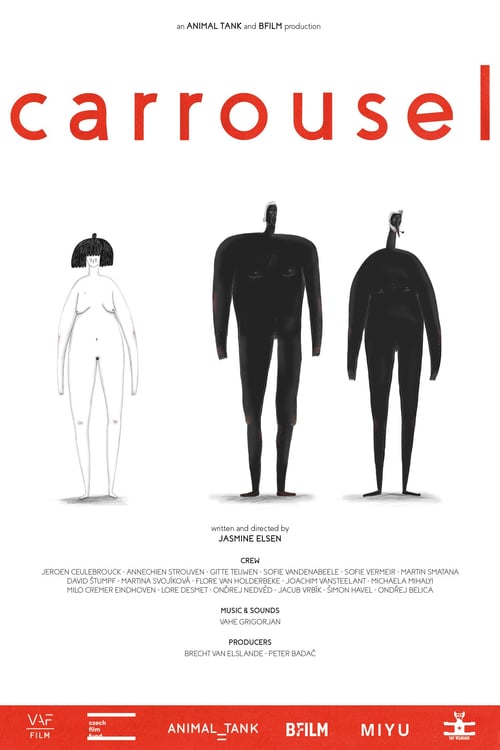 an ANIMAL TANK and BFILM production
carrousel
written and directed by
JASMINE ELSEN
CREW
JEROEN CEULEBROUCK · ANNECHIEN STROUVEN · GITTE TEUWEN · SOFIE VANDENABEELE · SOFIE VERMEIR · MARTIN SMATANA
DAVID ŠTUMPF · MARTINA SVOJÍKOVÁ · FLORE VAN HOLDERBEKE · JOACHIM VANSTEELANT · MICHAELA MIHALYI
MILO CREMER EINDHOVEN · LORE DESMET · ONDŘEJ NEDVĚD · JACUB VRBÍK · ŠIMON HAVEL · ONDŘEJ BELICA
MUSIC & SOUNDS
VAHE GRIGORJAN
PRODUCERS
BRECHT VAN ELSLANDE · PETER BADAČ
VAF
FILM
czech
film
fund
ANIMAL_TANK
BFILM
MIYU